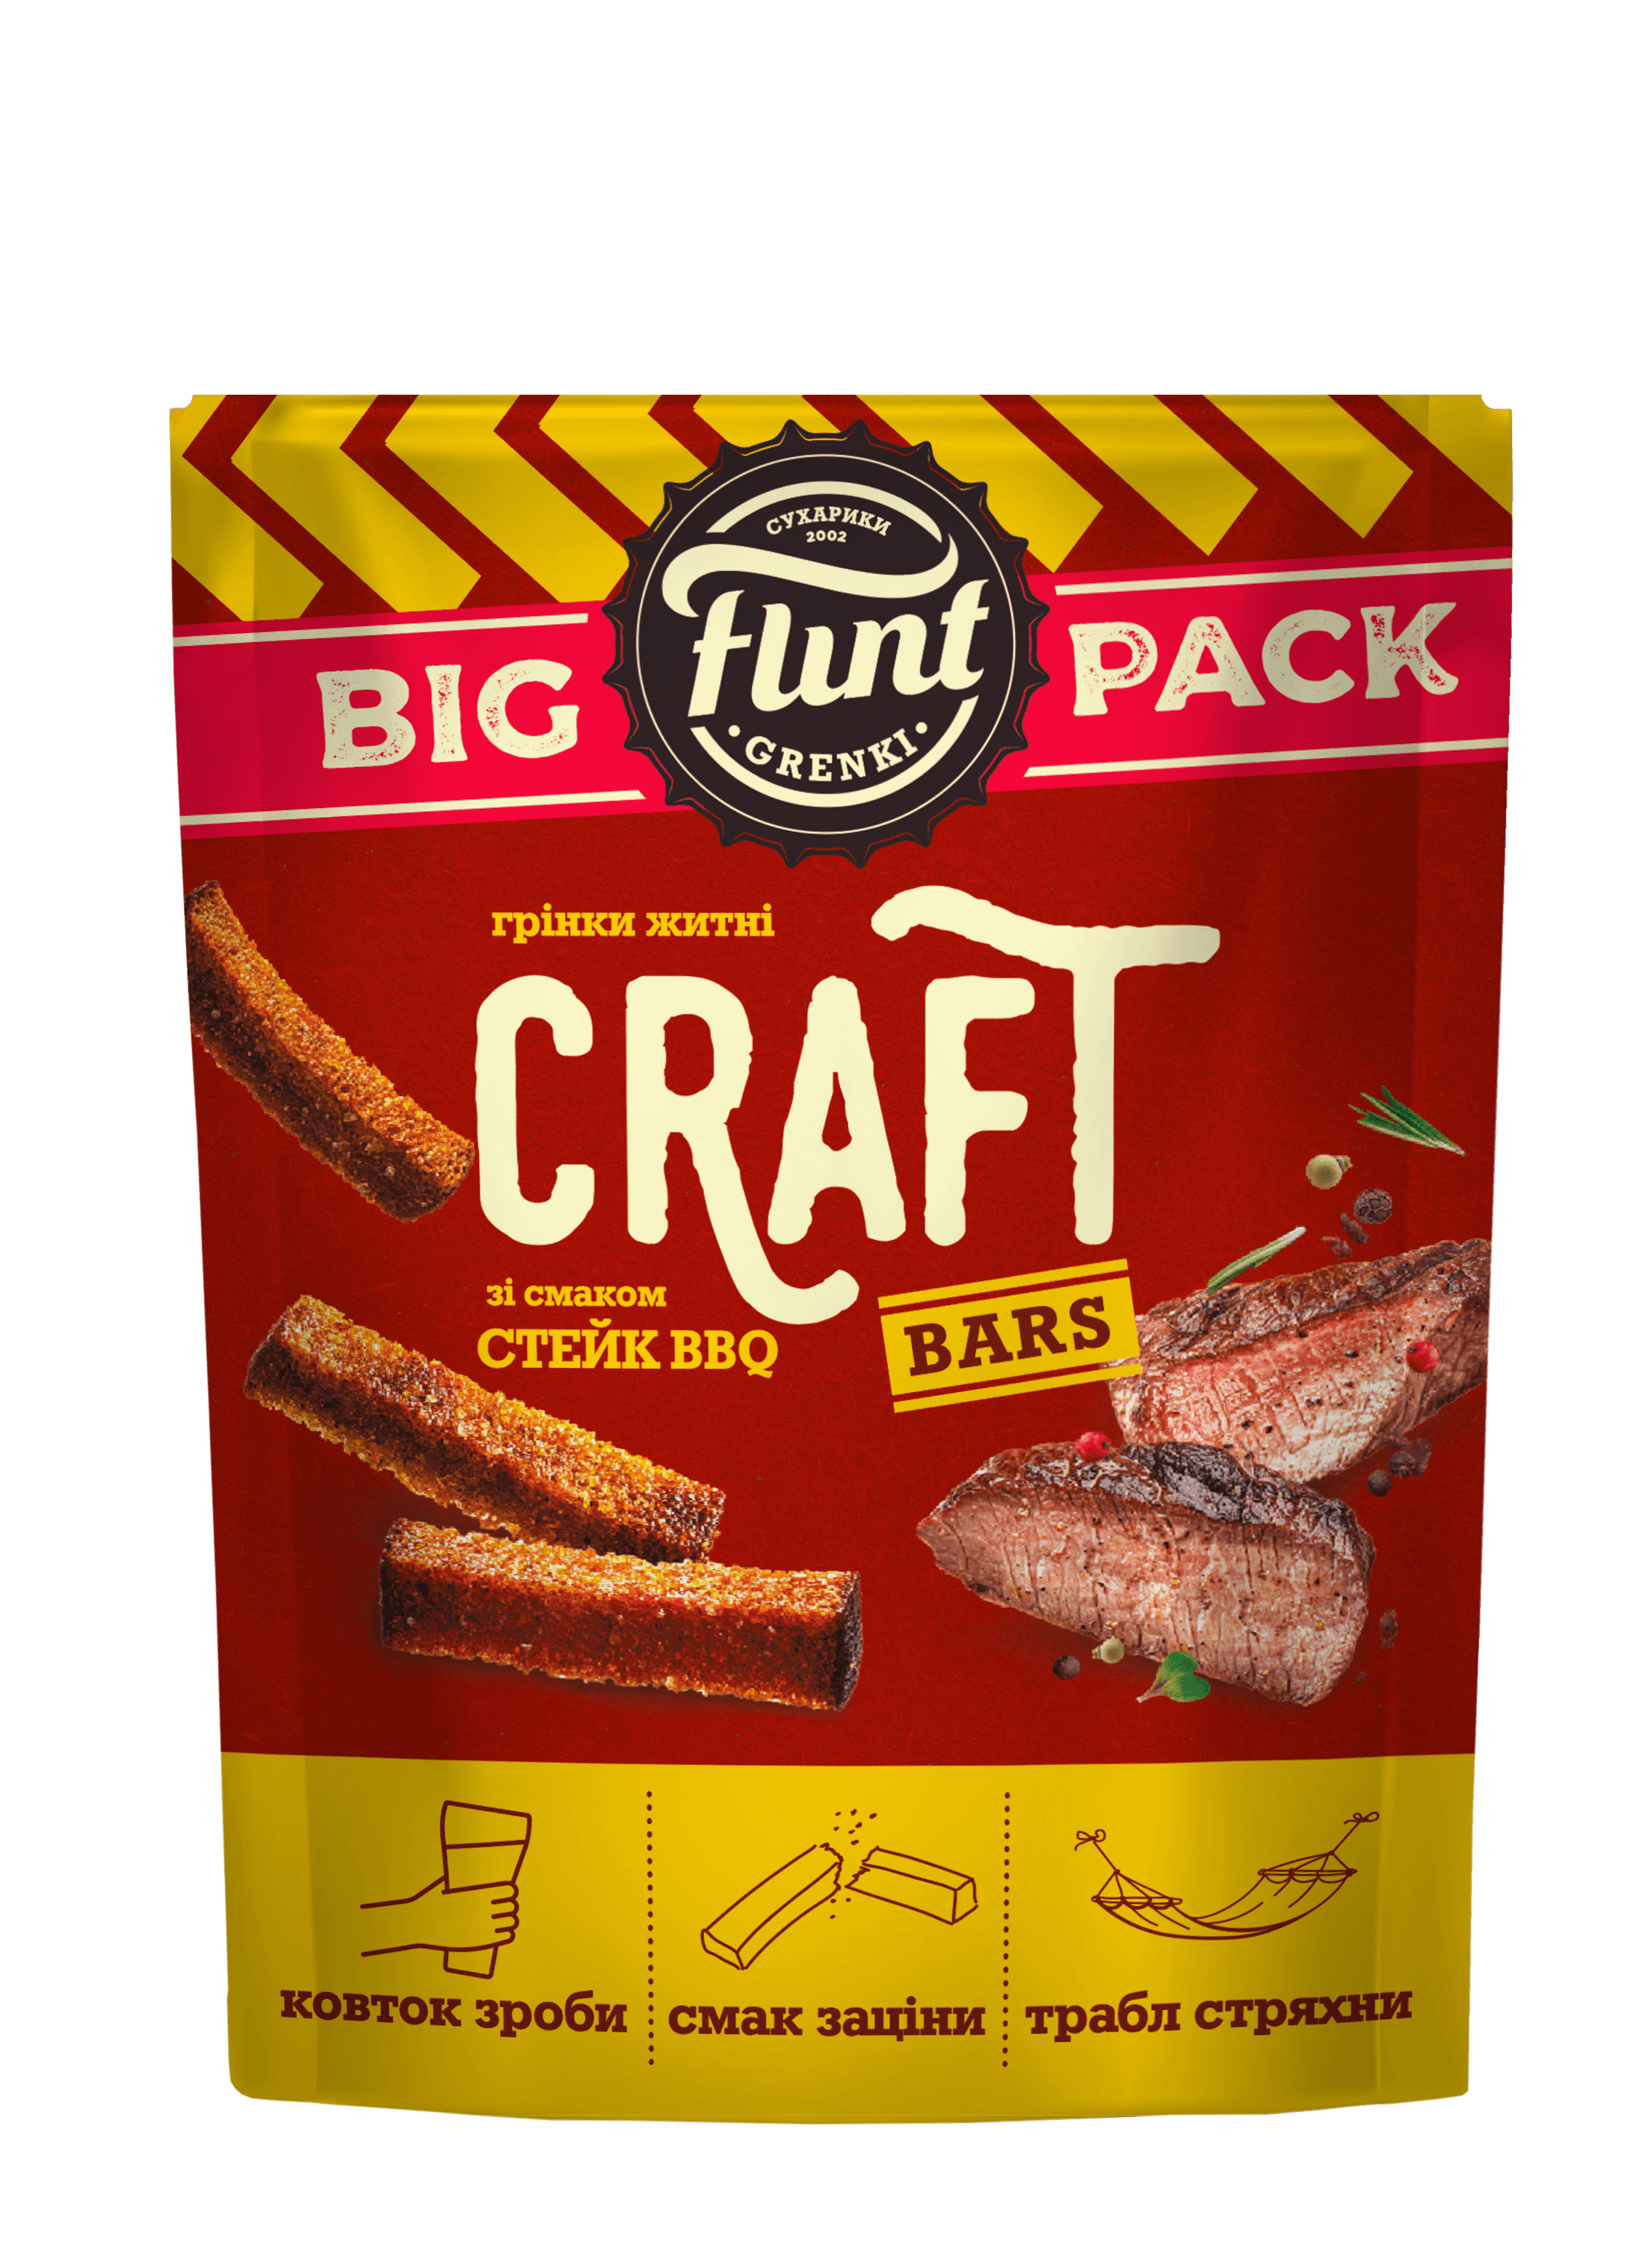 СУХАРИКИ
2002
flint
GRENKI
BIG PACK
грінки житні
CRAFT
BARS
зі смаком
СТЕЙК BBQ
ковток зроби
смак заціни
трабл стряхни